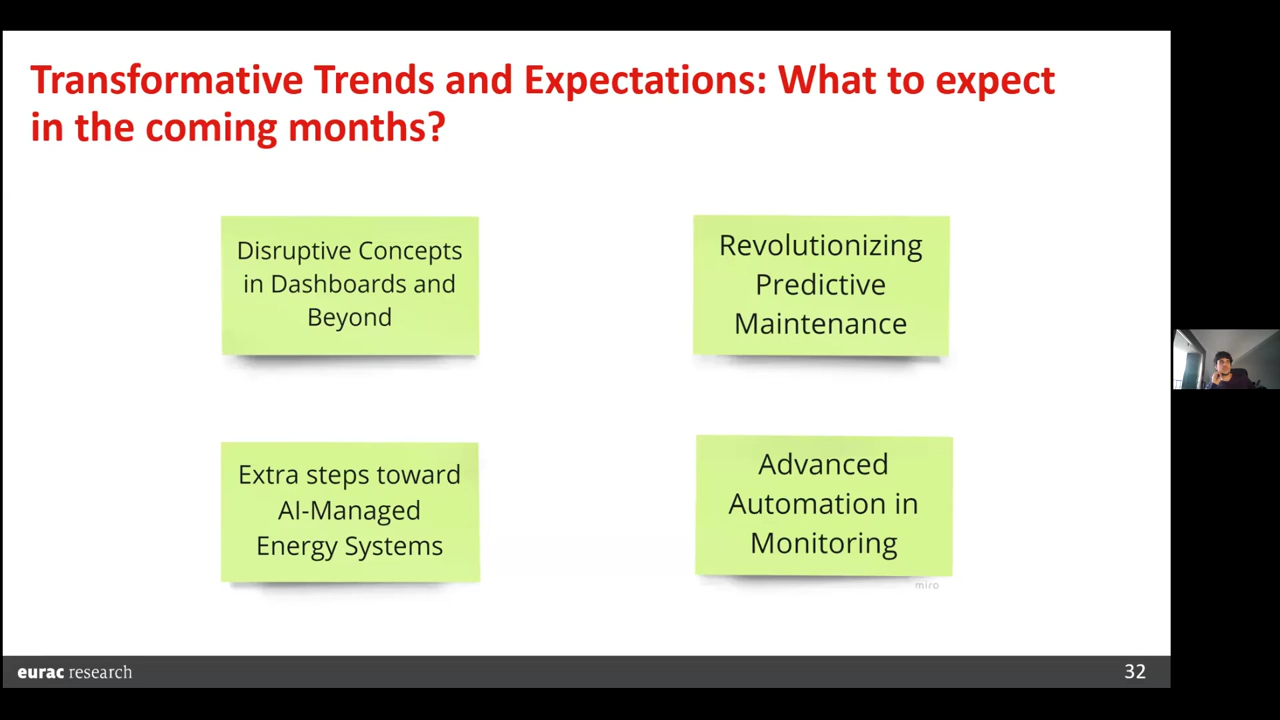 Transformative Trends and Expectations: What to expect
in the coming months?
Disruptive Concepts
in Dashboards and
Beyond
Revolutionizing
Predictive
Maintenance
Extra steps toward
AI-Managed
Energy Systems
Advanced
Automation in
Monitoring
miro
eurac research
32